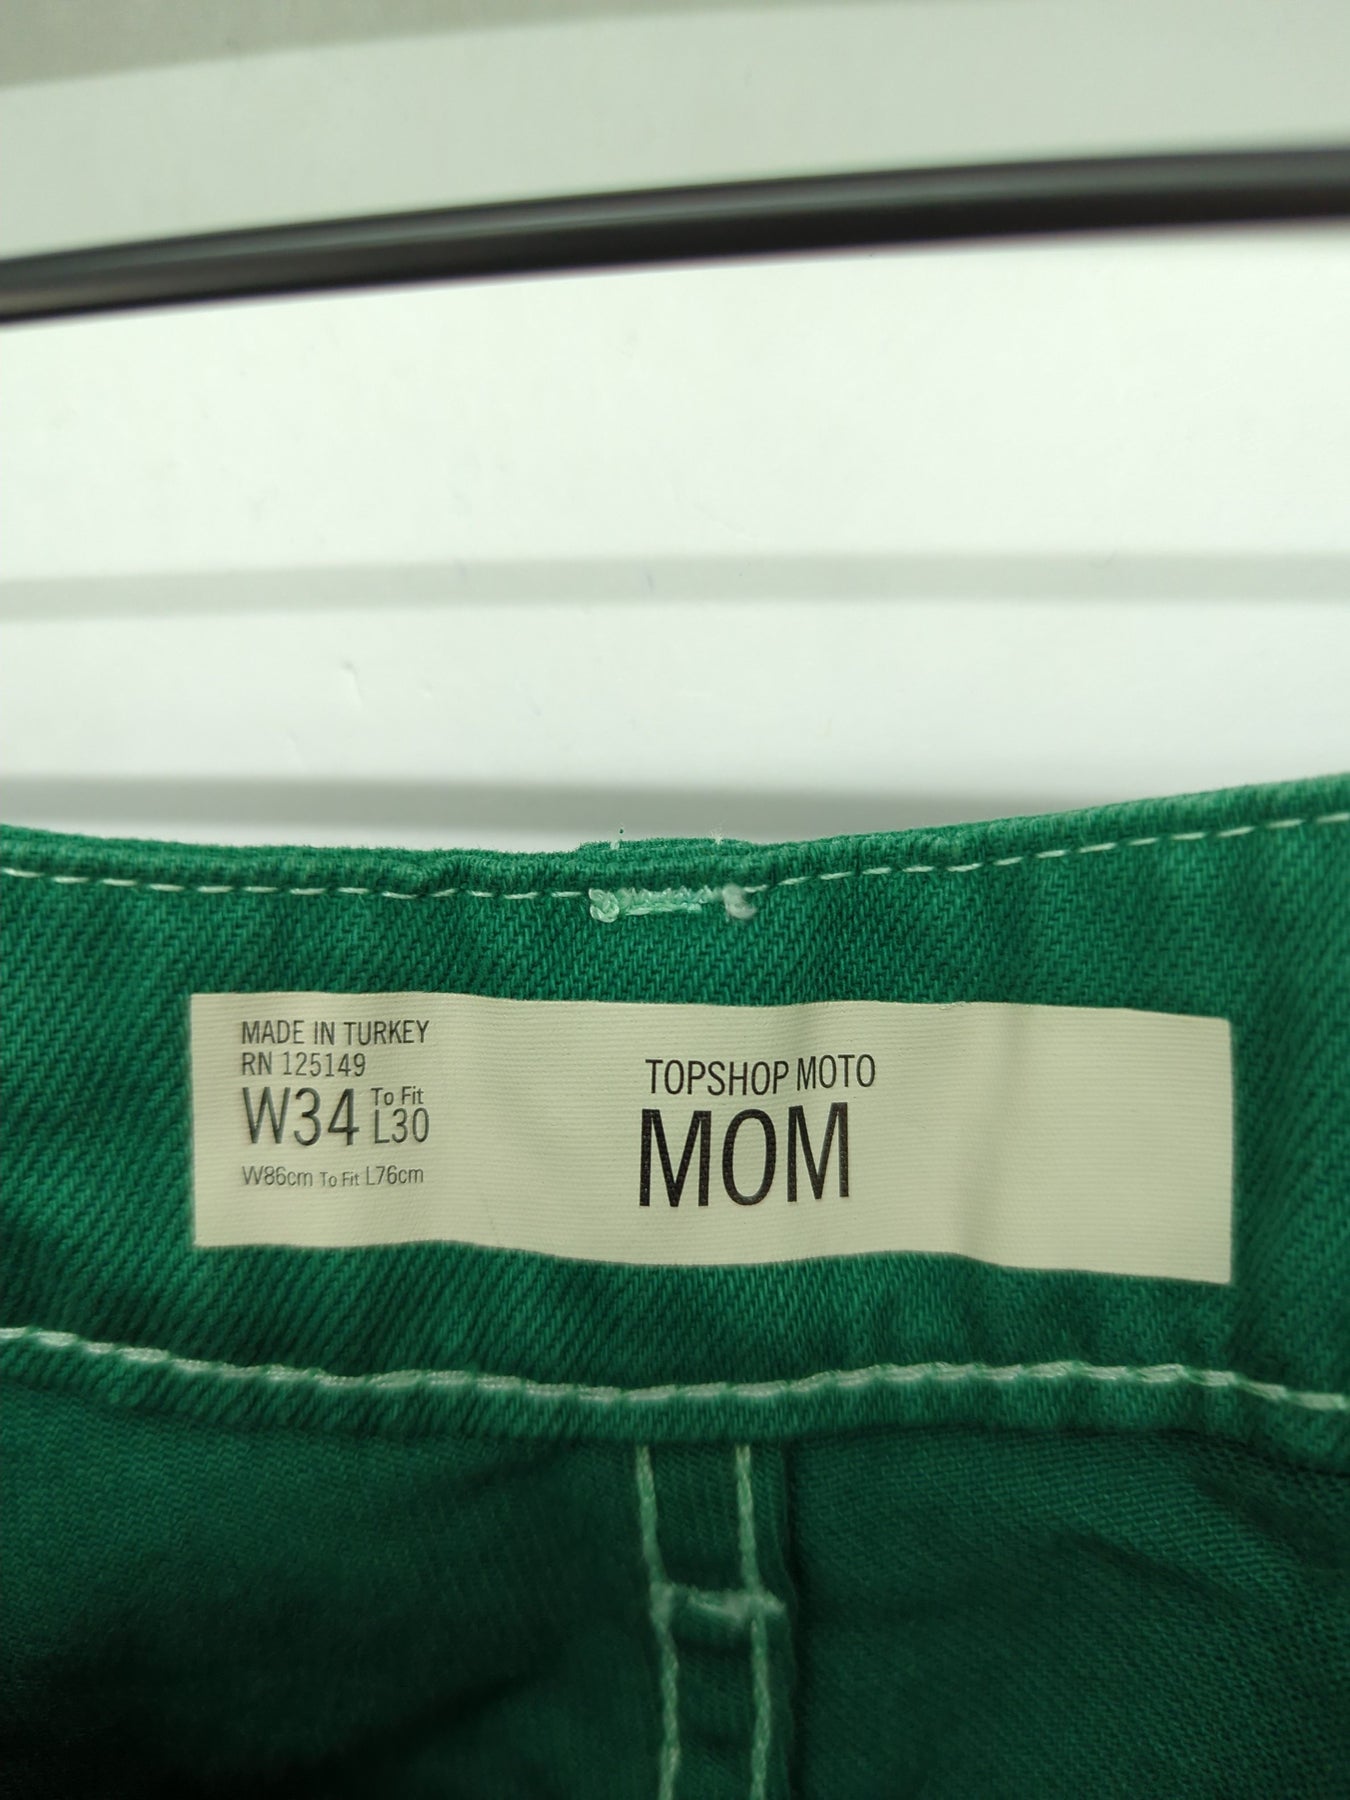 MADE IN TURKEY
RN 125149
W34 To Fit L30
W86cm To Fit L76cm
TOPSHOP MOTO
MOM